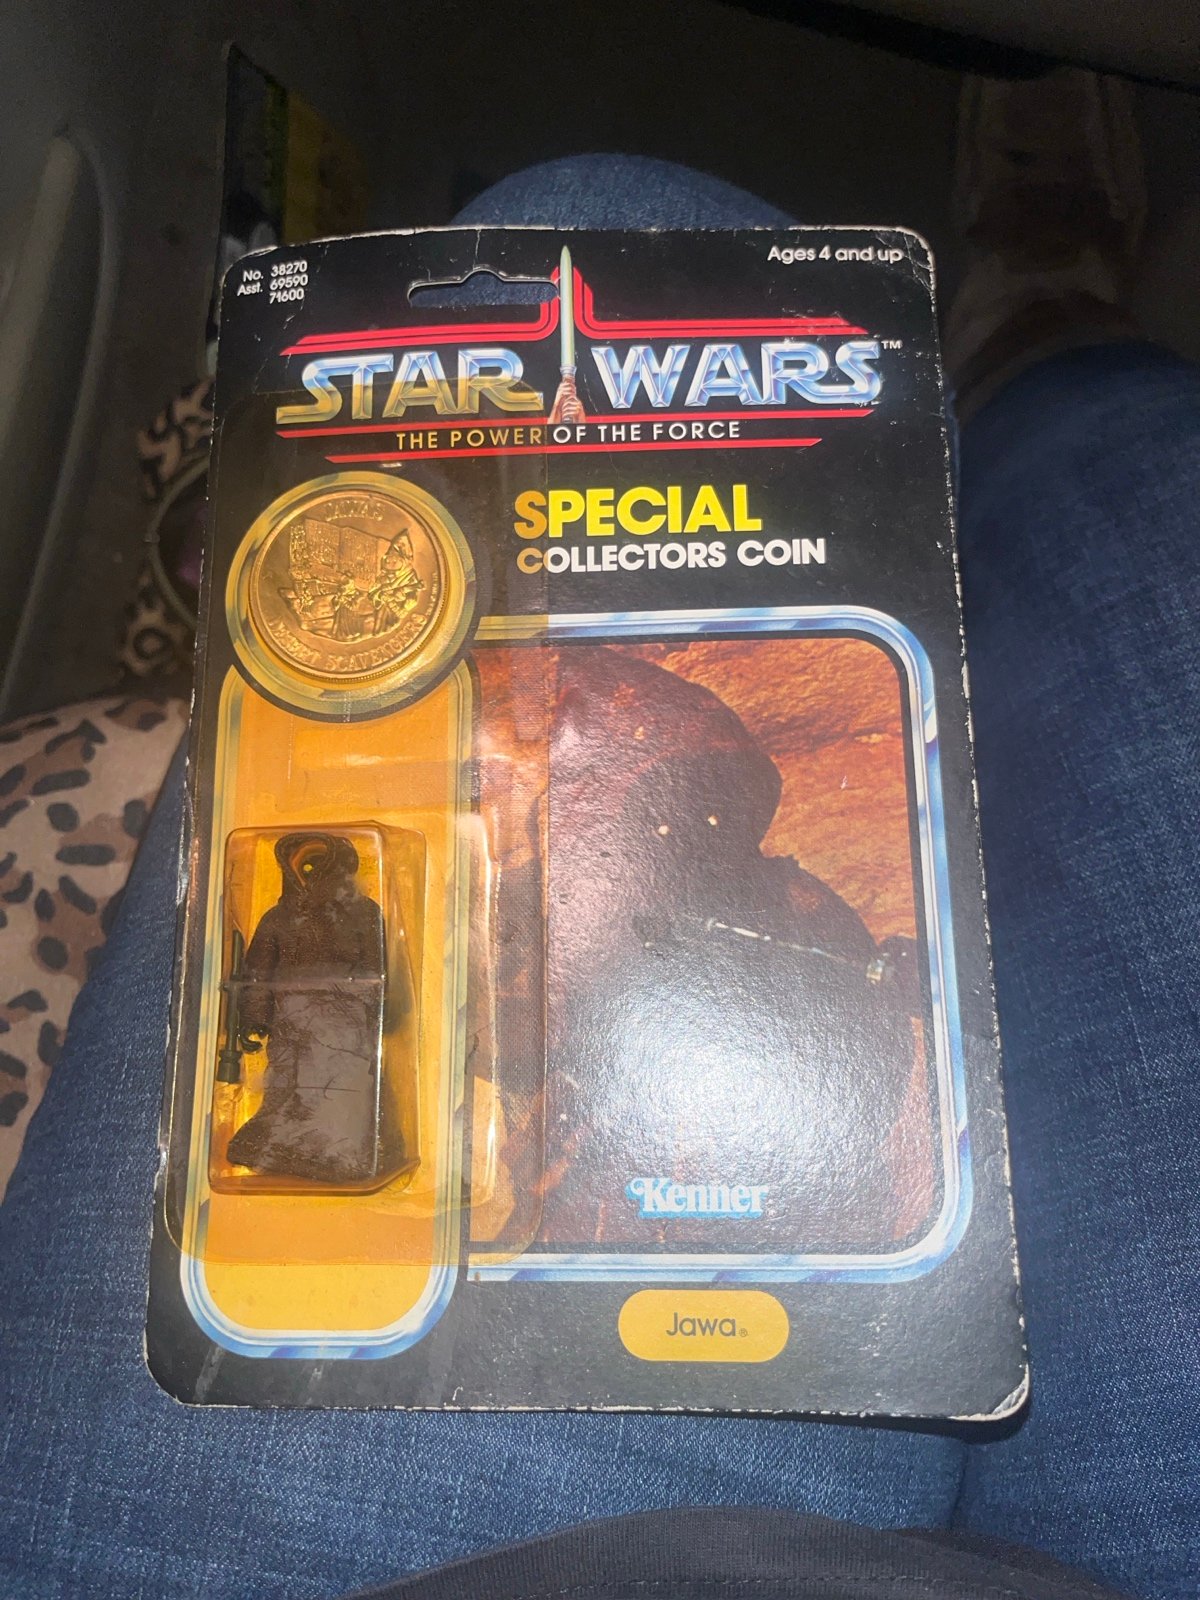 No. 38270
Asst. 69590
71600
Ages 4 and up
STAR WARS™
THE POWER OF THE FORCE
SPECIAL
COLLECTORS COIN
JAWAS
DESERT SCAVENGERS
Kenner
Jawa®